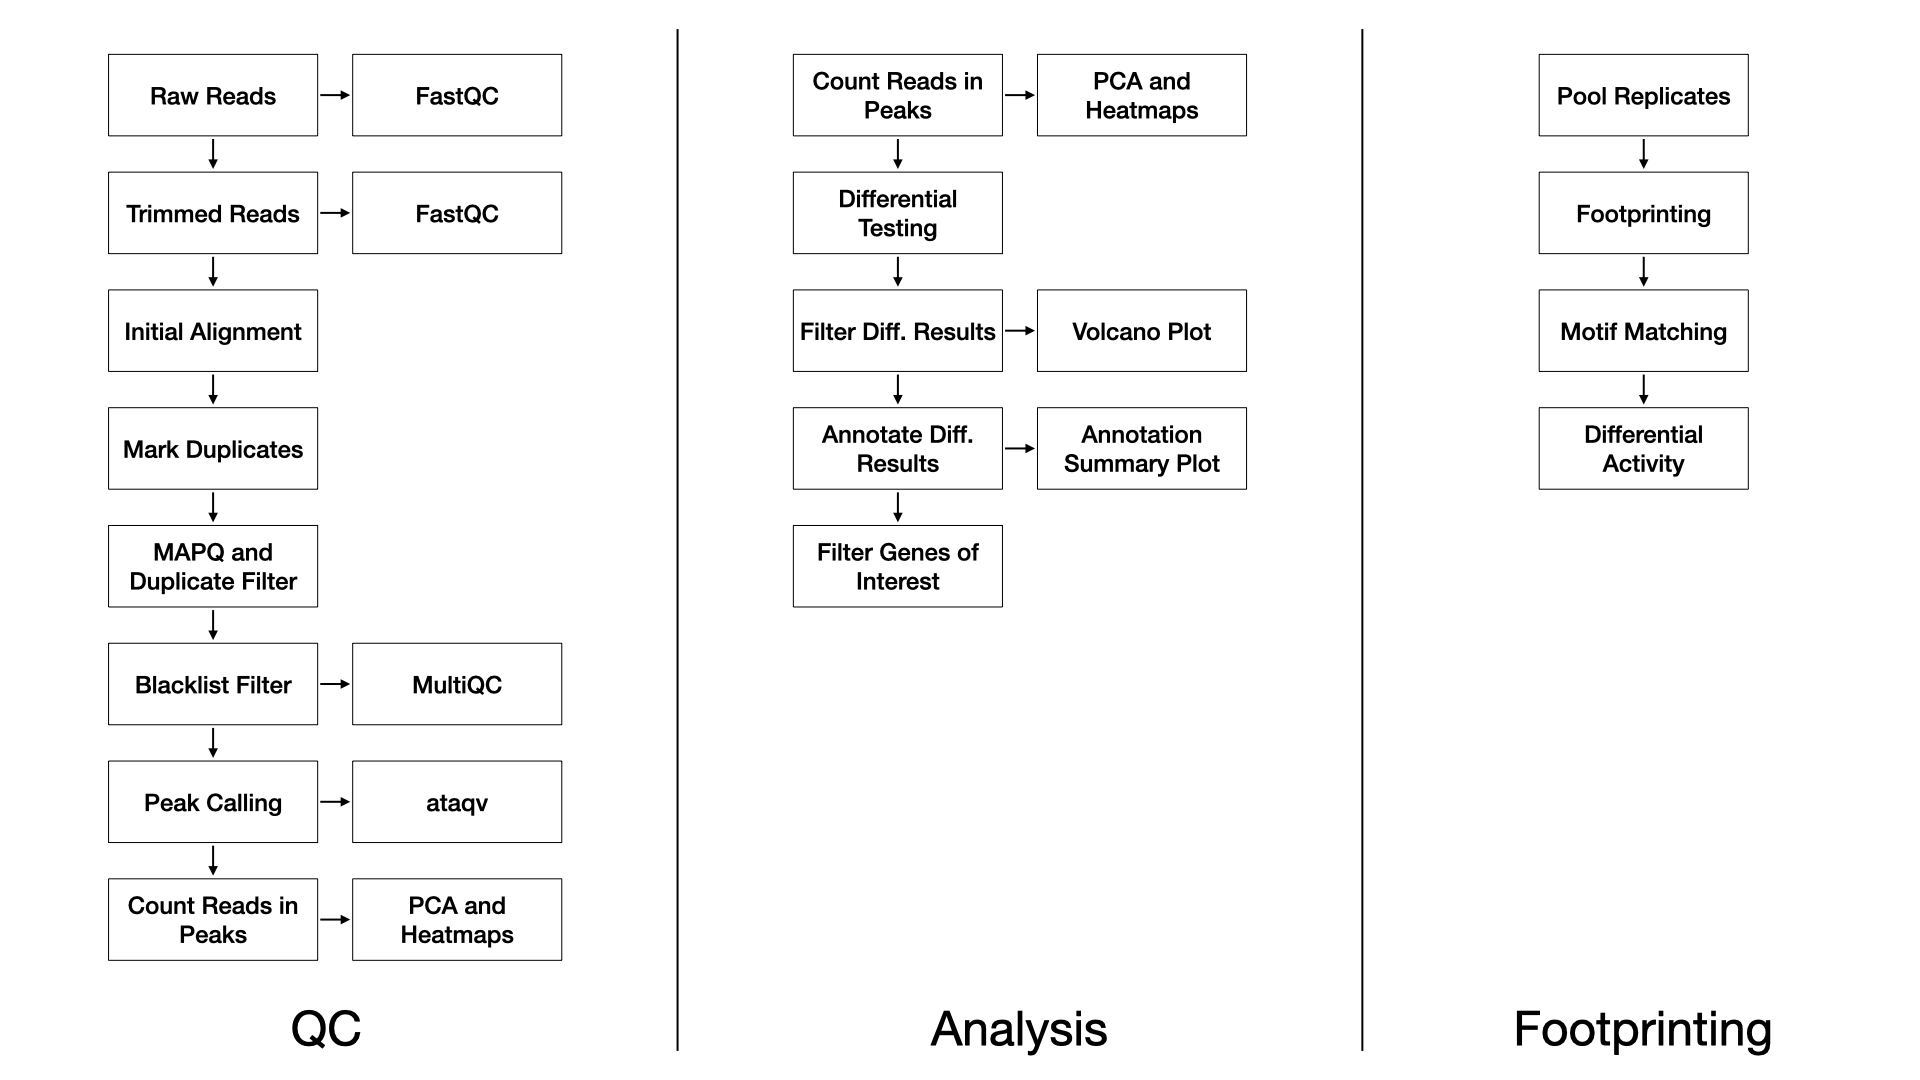 Raw Reads
FastQC
Trimmed Reads
FastQC
Initial Alignment
Mark Duplicates
MAPQ and
Duplicate Filter
Blacklist Filter
MultiQC
Peak Calling
ataqv
Count Reads in
Peaks
PCA and
Heatmaps
QC
Count Reads in
Peaks
PCA and
Heatmaps
Differential
Testing
Filter Diff. Results
Volcano Plot
Annotate Diff.
Results
Annotation
Summary Plot
Filter Genes of
Interest
Analysis
Pool Replicates
Footprinting
Motif Matching
Differential
Activity
Footprinting